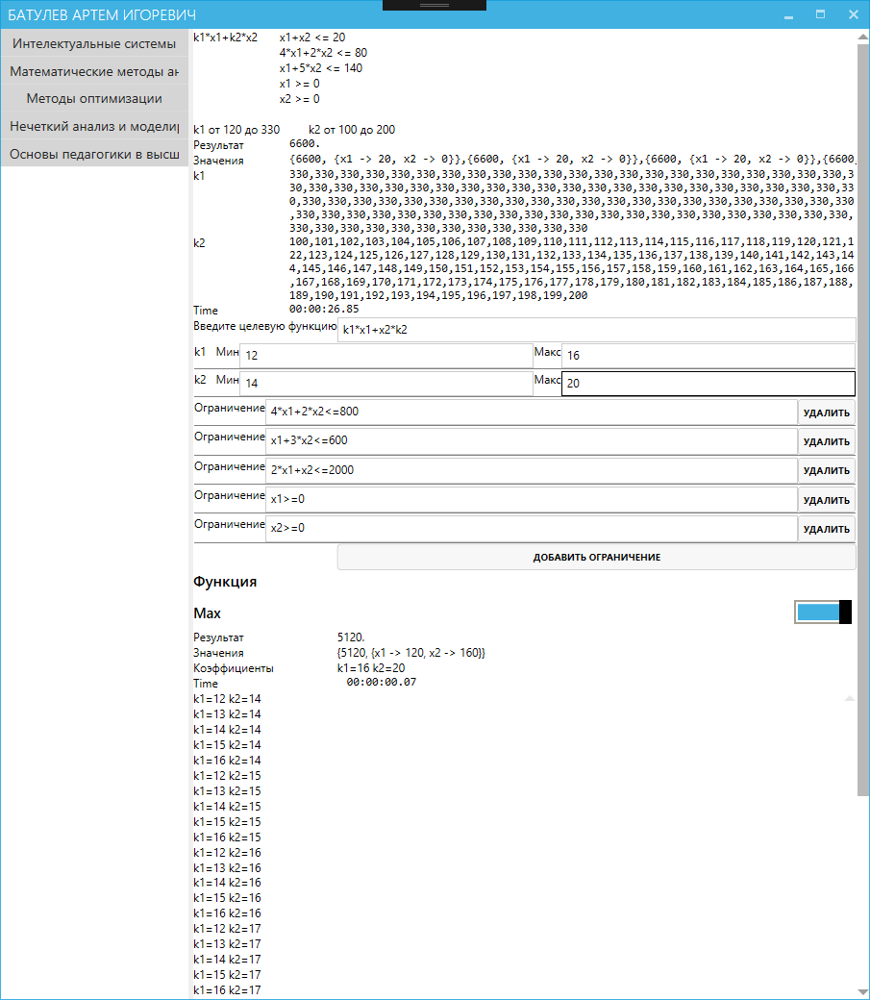 БАТУЛЕВ АРТЕМ ИГОРЕВИЧ
Интелектуальные системы
Математические методы ан
Методы оптимизации
Нечеткий анализ и моделир
Основы педагогики в высш
k1*x1+k2*x2 x1+x2 <= 20
4*x1+2*x2 <= 80
x1+5*x2 <= 140
x1 >= 0
x2 >= 0
k1 от 120 до 330 k2 от 100 до 200
Результат 6600.
Значения {6600, {x1 -> 20, x2 -> 0}},{6600, {x1 -> 20, x2 -> 0}},{6600, {x1 -> 20, x2 -> 0}},{6600,
k1 330,330,330,330,330,330,330,330,330,330,330,330,330,330,330,330,330,330,330,330,330,330,3
30,330,330,330,330,330,330,330,330,330,330,330,330,330,330,330,330,330,330,330,330,330,33
0,330,330,330,330,330,330,330,330,330,330,330,330,330,330,330,330,330,330,330,330,330,330
,330,330,330,330,330,330,330,330,330,330,330,330,330,330,330,330,330,330,330,330,330,330,
330,330,330,330,330,330,330,330,330,330,330,330
k2 100,101,102,103,104,105,106,107,108,109,110,111,112,113,114,115,116,117,118,119,120,121,1
22,123,124,125,126,127,128,129,130,131,132,133,134,135,136,137,138,139,140,141,142,143,14
4,145,146,147,148,149,150,151,152,153,154,155,156,157,158,159,160,161,162,163,164,165,166
,167,168,169,170,171,172,173,174,175,176,177,178,179,180,181,182,183,184,185,186,187,188,
189,190,191,192,193,194,195,196,197,198,199,200
Time 00:00:26.85
Введите целевую функцию k1*x1+x2*k2
k1 Мин 12 Макс 16
k2 Мин 14 Макс 20
Ограничение 4*x1+2*x2<=800 УДАЛИТЬ
Ограничение x1+3*x2<=600 УДАЛИТЬ
Ограничение 2*x1+x2<=2000 УДАЛИТЬ
Ограничение x1>=0 УДАЛИТЬ
Ограничение x2>=0 УДАЛИТЬ
ДОБАВИТЬ ОГРАНИЧЕНИЕ
Функция
Max
Результат 5120.
Значения {5120, {x1 -> 120, x2 -> 160}}
Коэффициенты k1=16 k2=20
Time 00:00:00.07
k1=12 k2=14
k1=13 k2=14
k1=14 k2=14
k1=15 k2=14
k1=16 k2=14
k1=12 k2=15
k1=13 k2=15
k1=14 k2=15
k1=15 k2=15
k1=16 k2=15
k1=12 k2=16
k1=13 k2=16
k1=14 k2=16
k1=15 k2=16
k1=16 k2=16
k1=12 k2=17
k1=13 k2=17
k1=14 k2=17
k1=15 k2=17
k1=16 k2=17